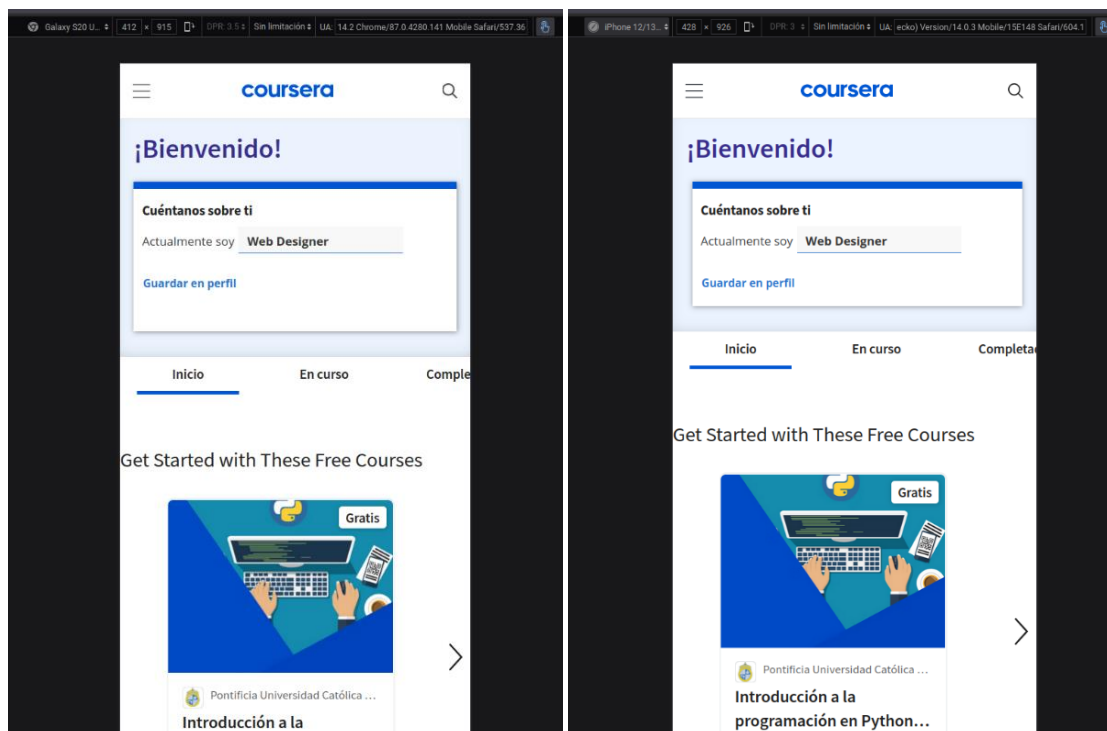 Galaxy S20 U... 412 × 915 DPR: 3.5 Sin limitación UA: 14.2 Chrome/87.0.4280.141 Mobile Safari/537.36
coursera
¡Bienvenido!
Cuéntanos sobre ti
Actualmente soy Web Designer
Guardar en perfil
Inicio En curso Comple
Get Started with These Free Courses
Gratis
Pontificia Universidad Católica ...
Introducción a la
iPhone 12/13... 428 × 926 DPR: 3 Sin limitación UA: ecko) Version/14.0.3 Mobile/15E148 Safari/604.1
coursera
¡Bienvenido!
Cuéntanos sobre ti
Actualmente soy Web Designer
Guardar en perfil
Inicio En curso Completa
Get Started with These Free Courses
Gratis
Pontificia Universidad Católica ...
Introducción a la
programación en Python...